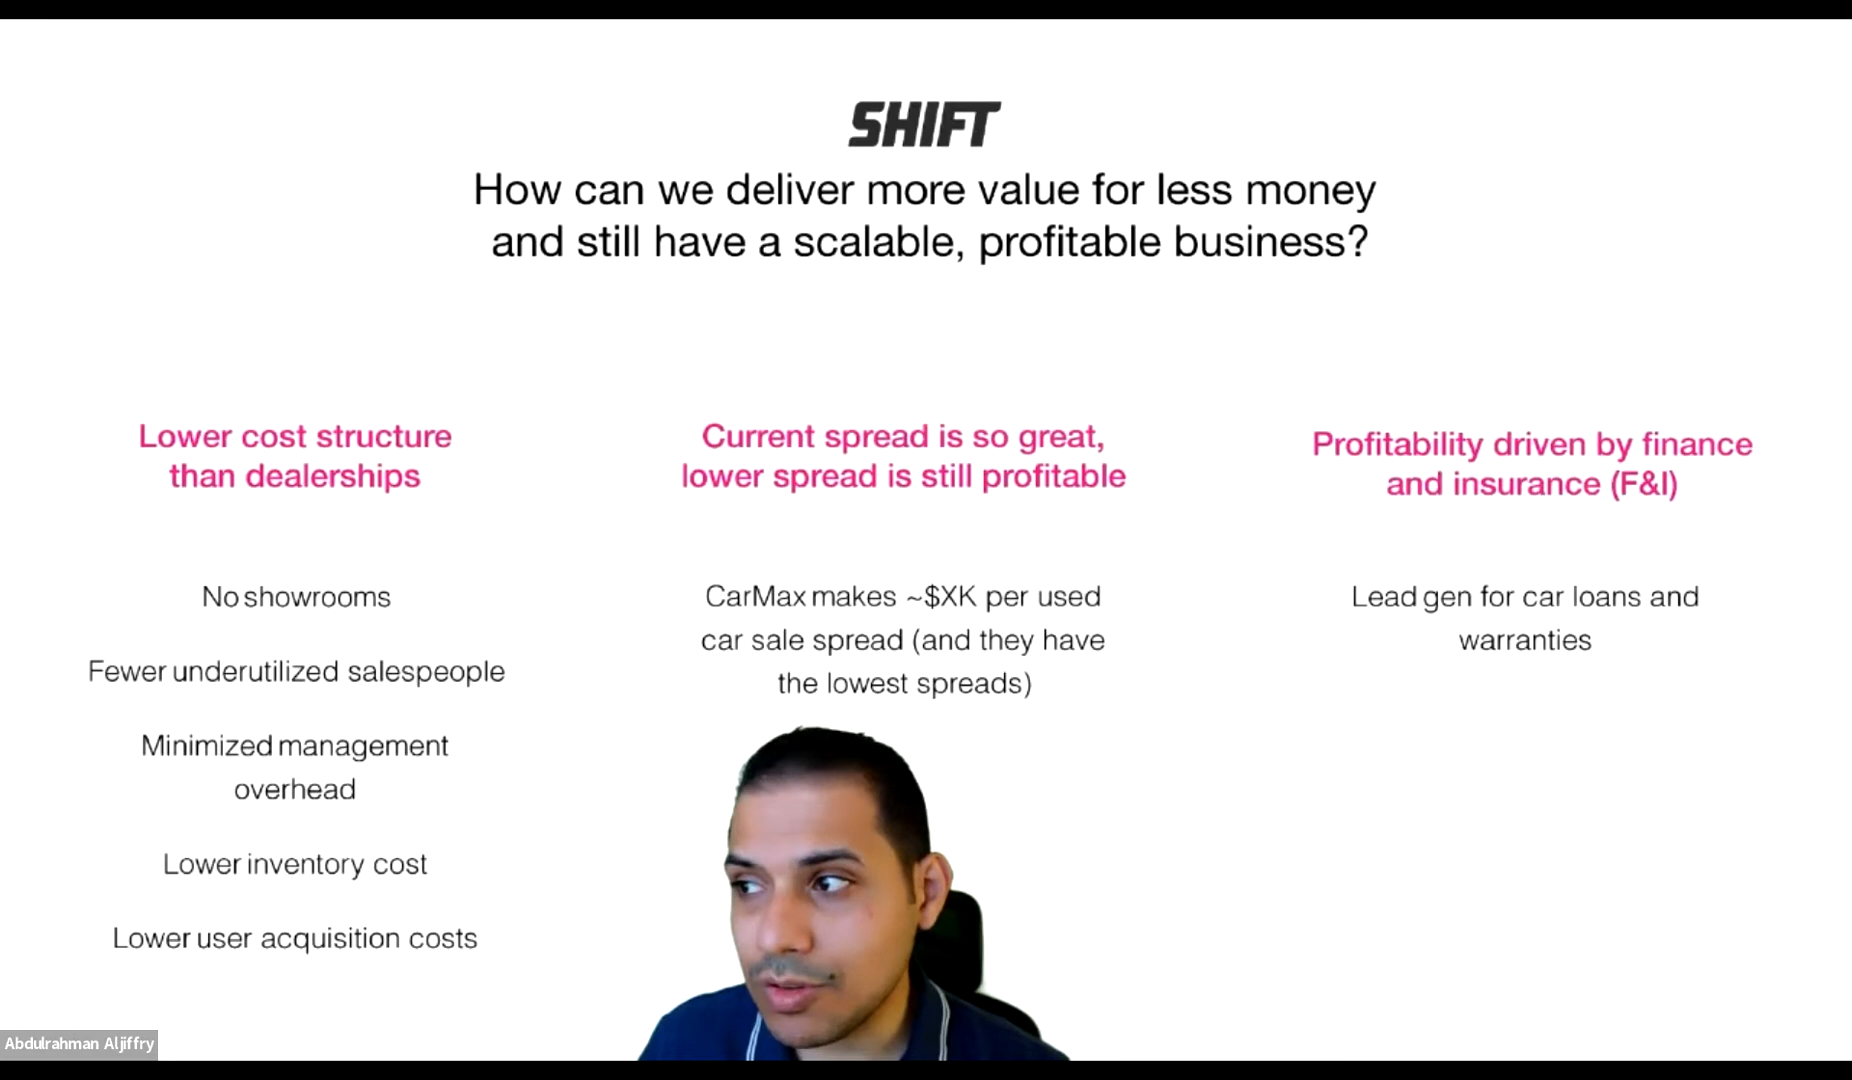 SHIFT
How can we deliver more value for less money
and still have a scalable, profitable business?
Lower cost structure
than dealerships
No showrooms
Fewer underutilized salespeople
Minimized management
overhead
Lower inventory cost
Lower user acquisition costs
Current spread is so great,
lower spread is still profitable
CarMax makes ~$XK per used
car sale spread (and they have
the lowest spreads)
Profitability driven by finance
and insurance (F&I)
Lead gen for car loans and
warranties
Abdulrahman Aljiffry